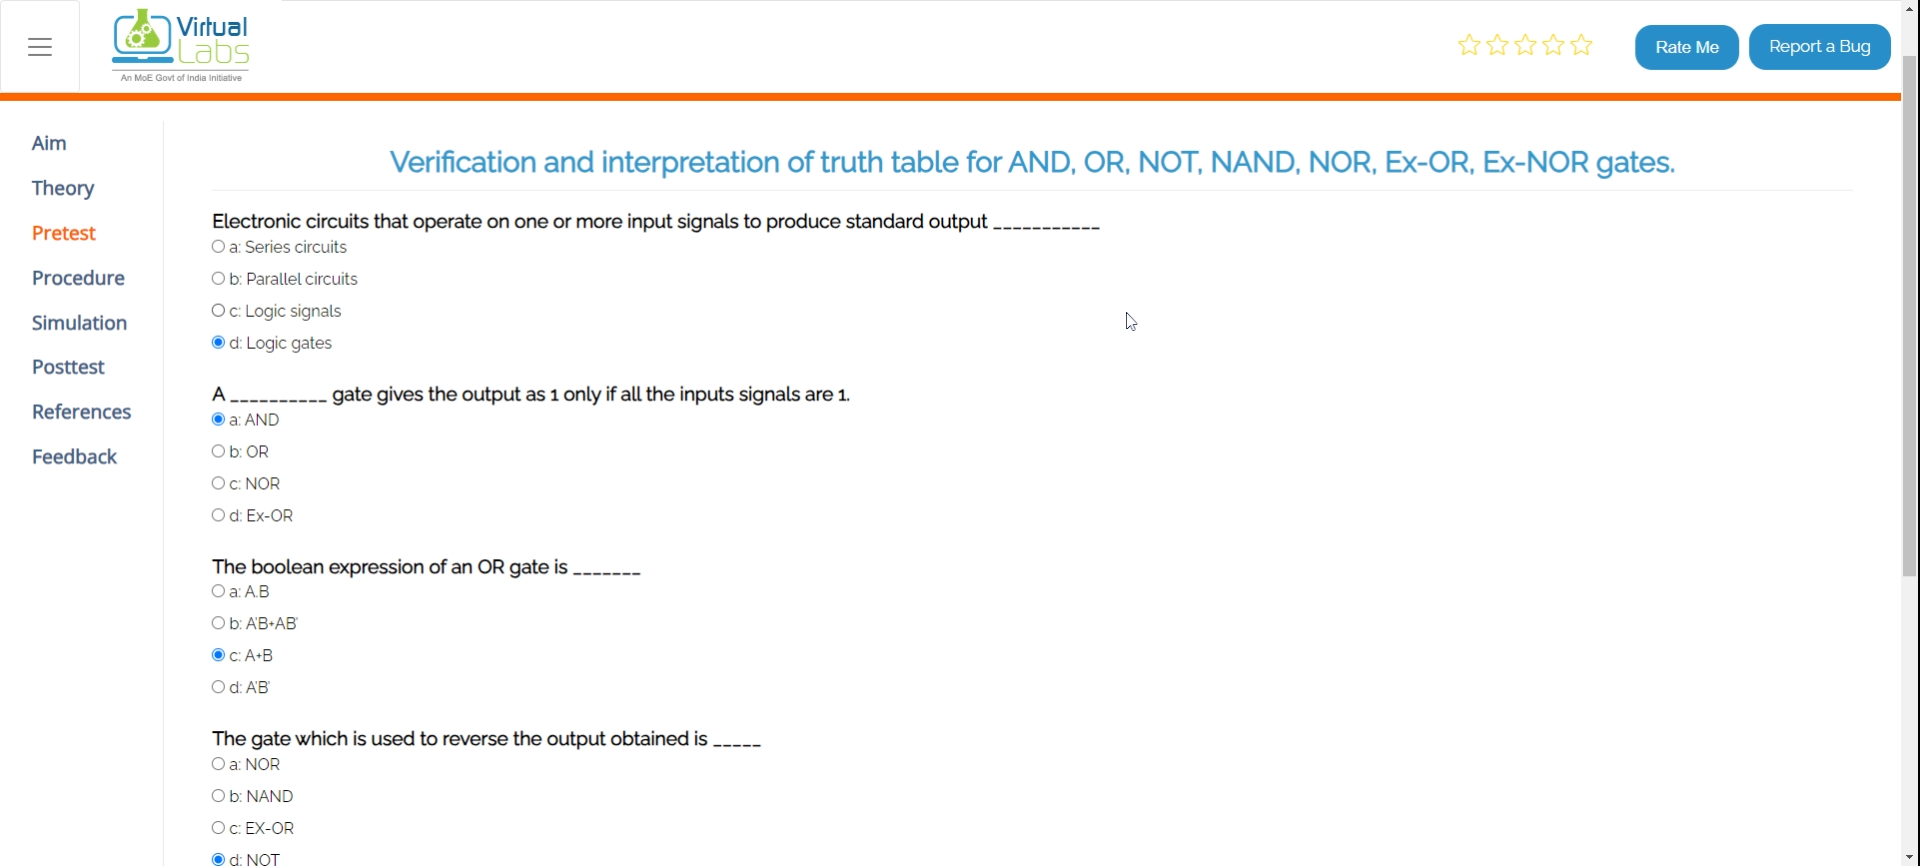 Virtual
Labs
An MoE Govt of India Initiative
Rate Me
Report a Bug
Aim
Theory
Pretest
Procedure
Simulation
Posttest
References
Feedback
Verification and interpretation of truth table for AND, OR, NOT, NAND, NOR, Ex-OR, Ex-NOR gates.
Electronic circuits that operate on one or more input signals to produce standard output ___________
a: Series circuits
b: Parallel circuits
c: Logic signals
d: Logic gates
A __________ gate gives the output as 1 only if all the inputs signals are 1.
a: AND
b: OR
c: NOR
d: Ex-OR
The boolean expression of an OR gate is _______
a: A.B
b: A'B+AB'
c: A+B
d: A'B'
The gate which is used to reverse the output obtained is _____
a: NOR
b: NAND
c: EX-OR
d: NOT